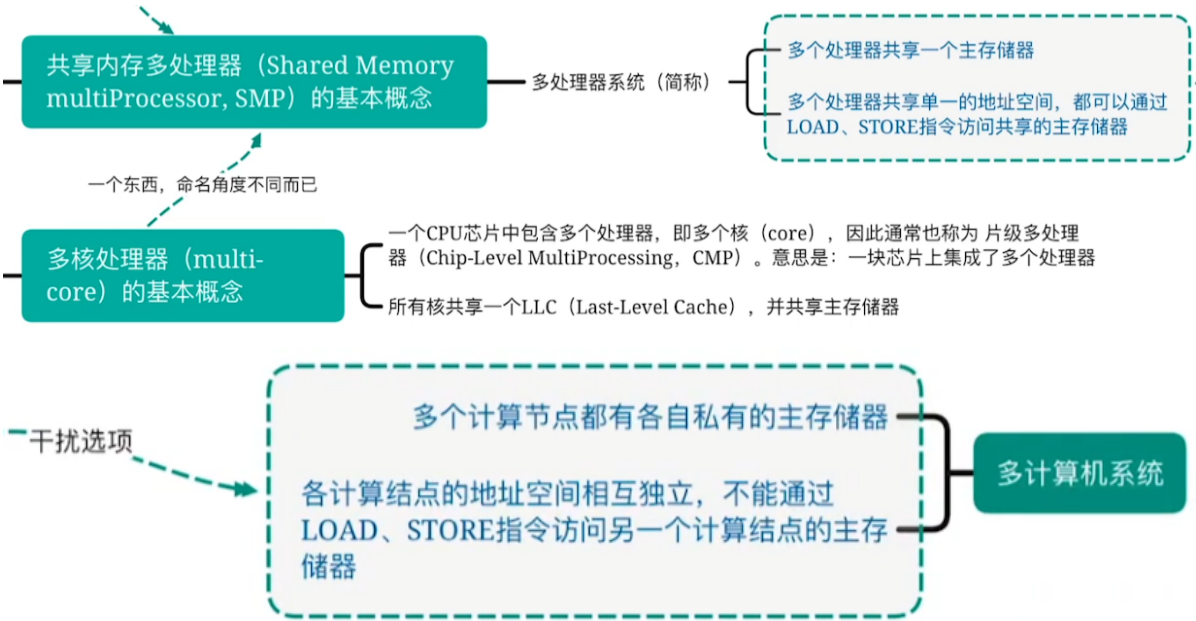 共享内存多处理器（Shared Memory
multiProcessor, SMP）的基本概念
多处理器系统（简称）
多个处理器共享一个主存储器
多个处理器共享单一的地址空间，都可以通过
LOAD、STORE指令访问共享的主存储器
一个东西，命名角度不同而已
多核处理器（multi-
core）的基本概念
一个CPU芯片中包含多个处理器，即多个核（core），因此通常也称为 片级多处理
器（Chip-Level MultiProcessing，CMP）。意思是：一块芯片上集成了多个处理器
所有核共享一个LLC（Last-Level Cache），并共享主存储器
干扰选项
多个计算节点都有各自私有的主存储器
各计算结点的地址空间相互独立，不能通过
LOAD、STORE指令访问另一个计算结点的主存
储器
多计算机系统